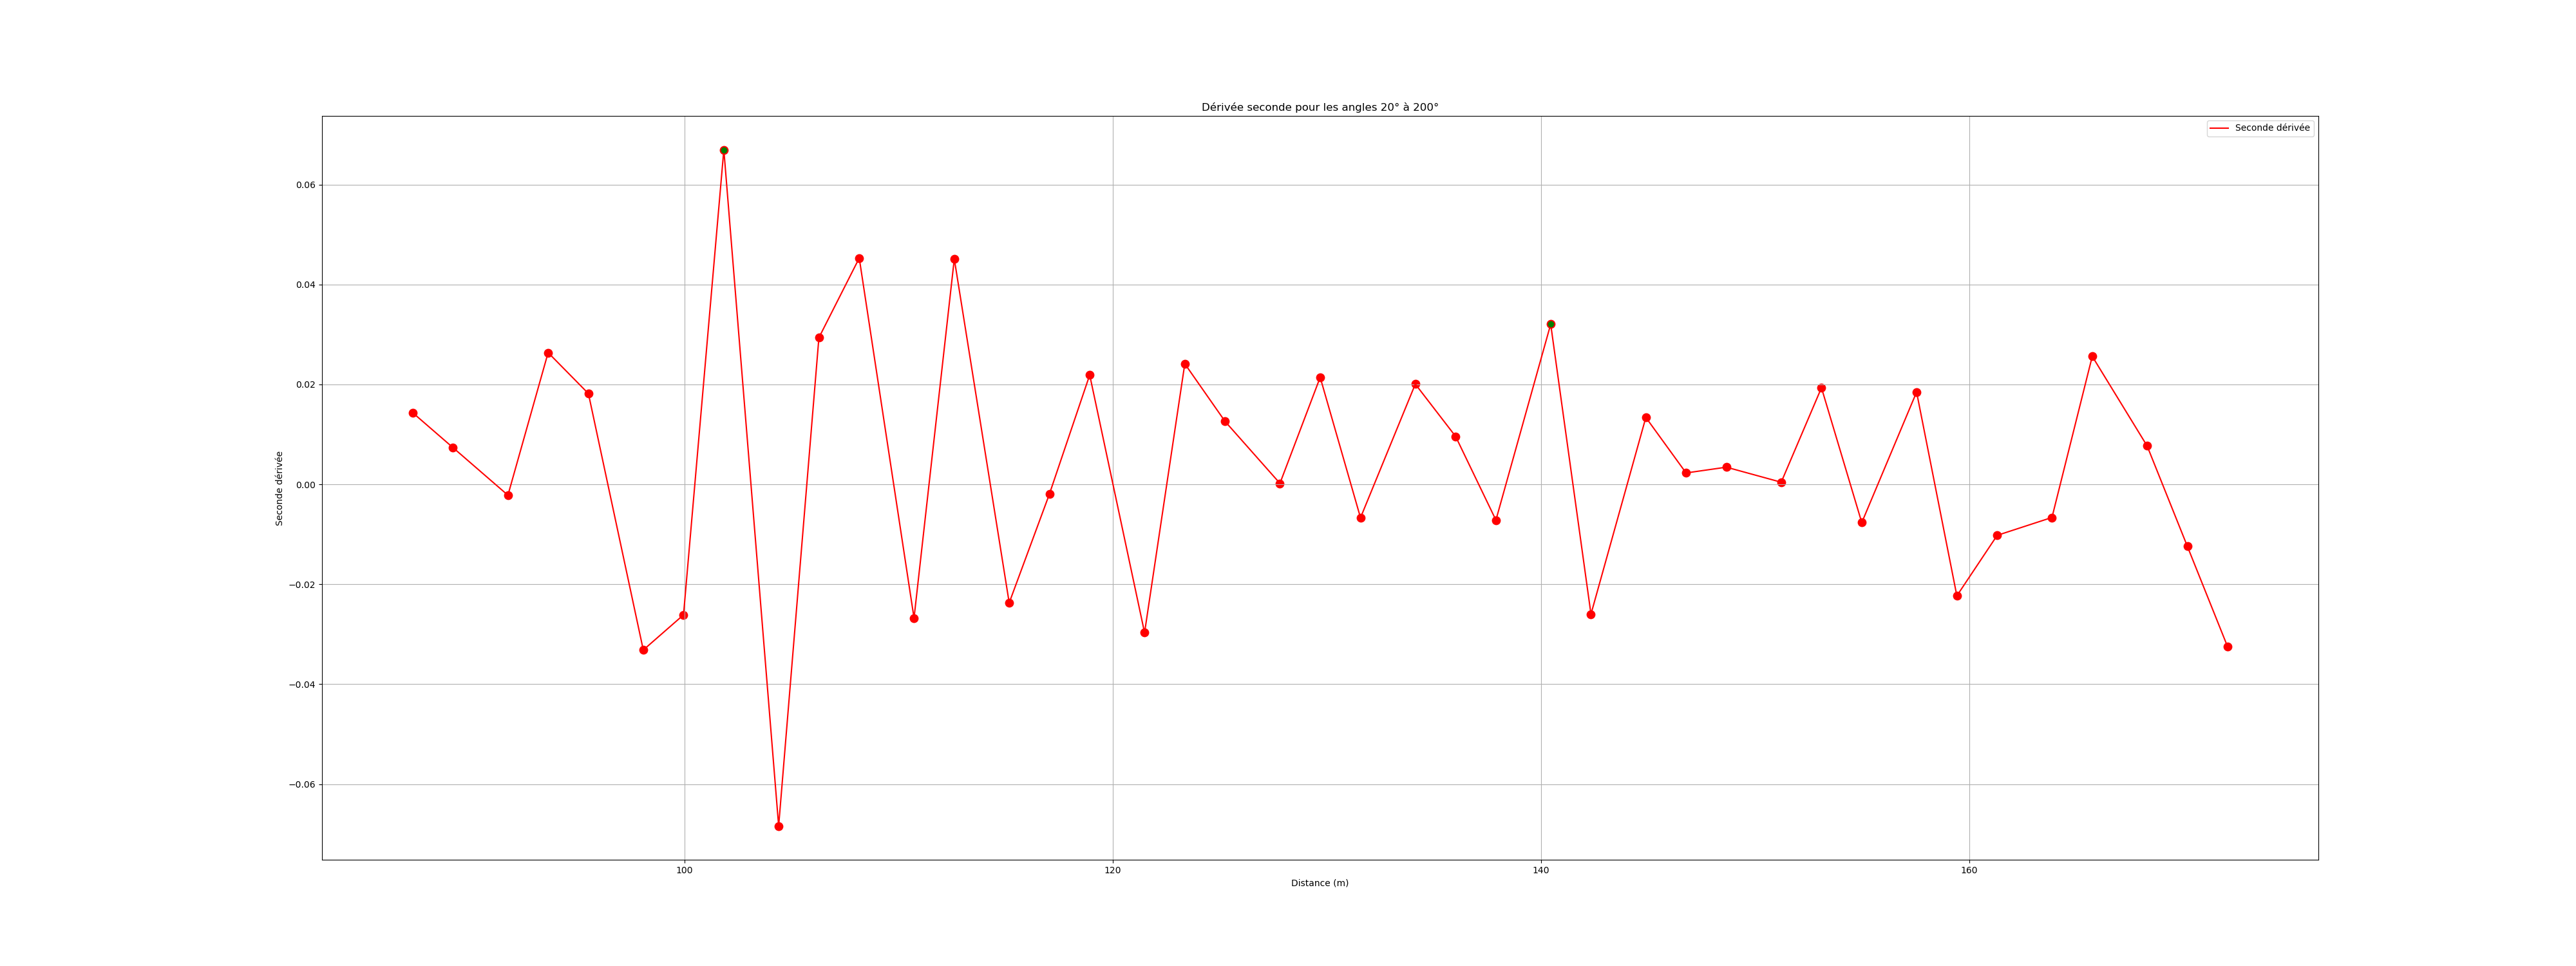 Dérivée seconde pour les angles 20° à 200°
Seconde dérivée
0.06
0.04
0.02
0.00
−0.02
−0.04
−0.06
Seconde dérivée
100
120
140
160
Distance (m)